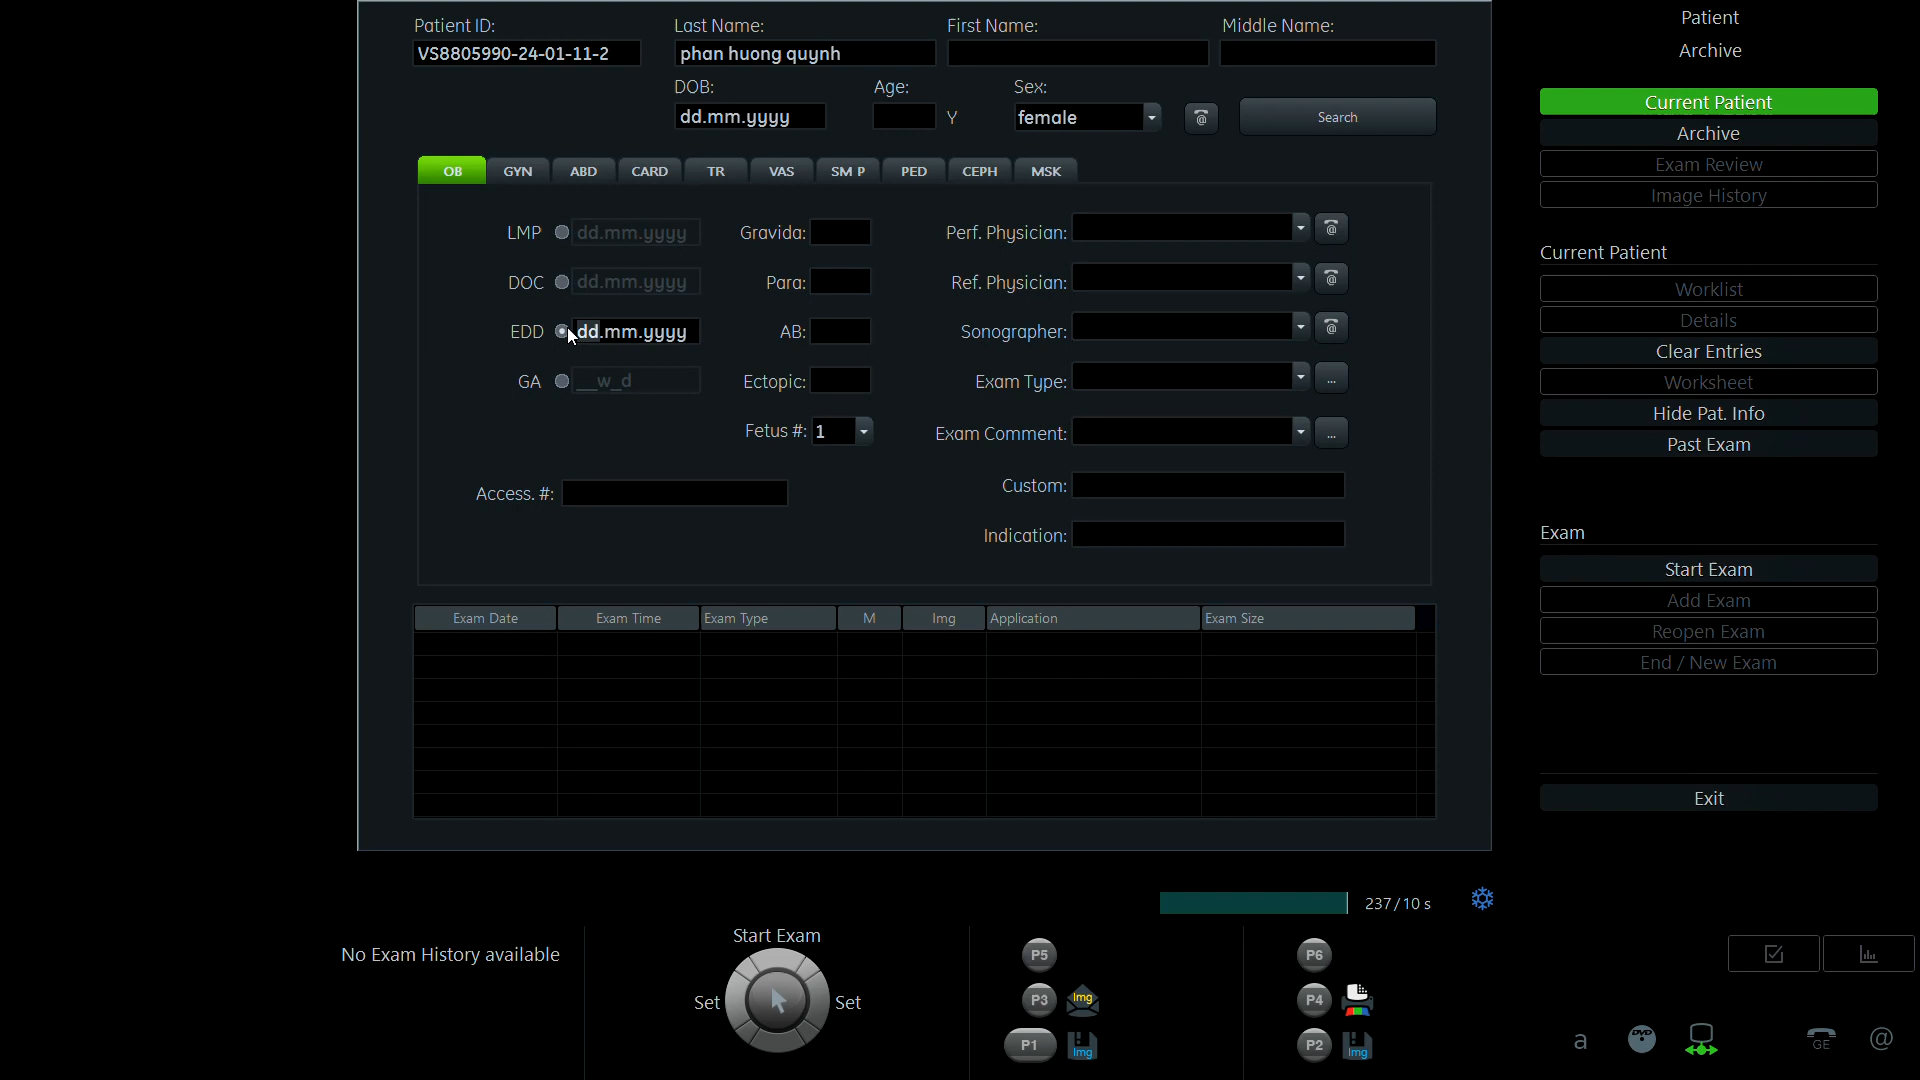 Patient ID: Last Name: First Name: Middle Name:
VS8805990-24-01-11-2 phan huong quynh
DOB: Age: Sex:
dd.mm.yyyy Y female @ Search
OB GYN ABD CARD TR VAS SM P PED CEPH MSK
LMP dd.mm.yyyy Gravida: Perf. Physician: @
DOC dd.mm.yyyy Para: Ref. Physician: @
EDD dd.mm.yyyy AB: Sonographer: @
GA __w_d Ectopic: Exam Type: ...
Fetus #: 1 Exam Comment: ...
Access. #: Custom:
Indication:
Exam Date Exam Time Exam Type M Img Application Exam Size
Patient
Archive
Current Patient
Archive
Exam Review
Image History
Current Patient
Worklist
Details
Clear Entries
Worksheet
Hide Pat. Info
Past Exam
Exam
Start Exam
Add Exam
Reopen Exam
End / New Exam
Exit
237/10 s
No Exam History available
Start Exam
Set Set
P5 P6
P3 Img P4
P1 Img P2 Img
a DVD GE @